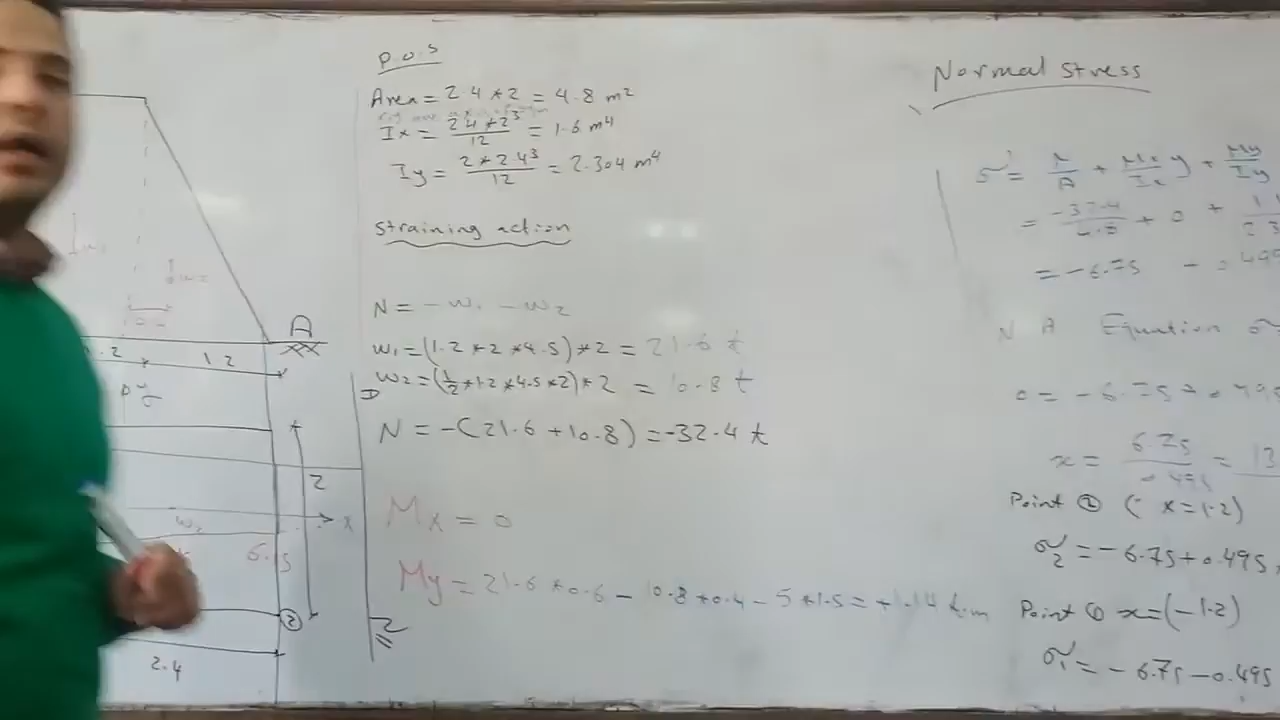 P.O.S
Area = 2.4 * 2 = 4.8 m²
Ix = 2.4 * 2³ / 12 = 1.6 m⁴
Iy = 2 * 2.4³ / 12 = 2.304 m⁴
Straining action
N = - w₁ - w₂
w₁ = (1.2 * 2 * 4.5) * 2 = 21.6 t
w₂ = (1/2 * 1.2 * 4.5 * 2) * 2 = 10.8 t
N = -(21.6 + 10.8) = -32.4 t
Mx = 0
My = 21.6 * 0.6 - 10.8 * 0.4 - 5 * 1.5 = +1.14 t.m
Normal stress
σ = N/A + Mx/Ix y + My/Iy
= -32.4/4.8 + 0 +
= -6.75 - 0.495
N A Equation σ
0 = -6.75 + 0.495
x = 6.75 / 0.495 = 13
Point ② ( x = 1.2)
σ₂ = -6.75 + 0.495
Point ① x = (-1.2)
σ₁ = -6.75 - 0.495
A
1.2
2
w₂
x
②
2.4